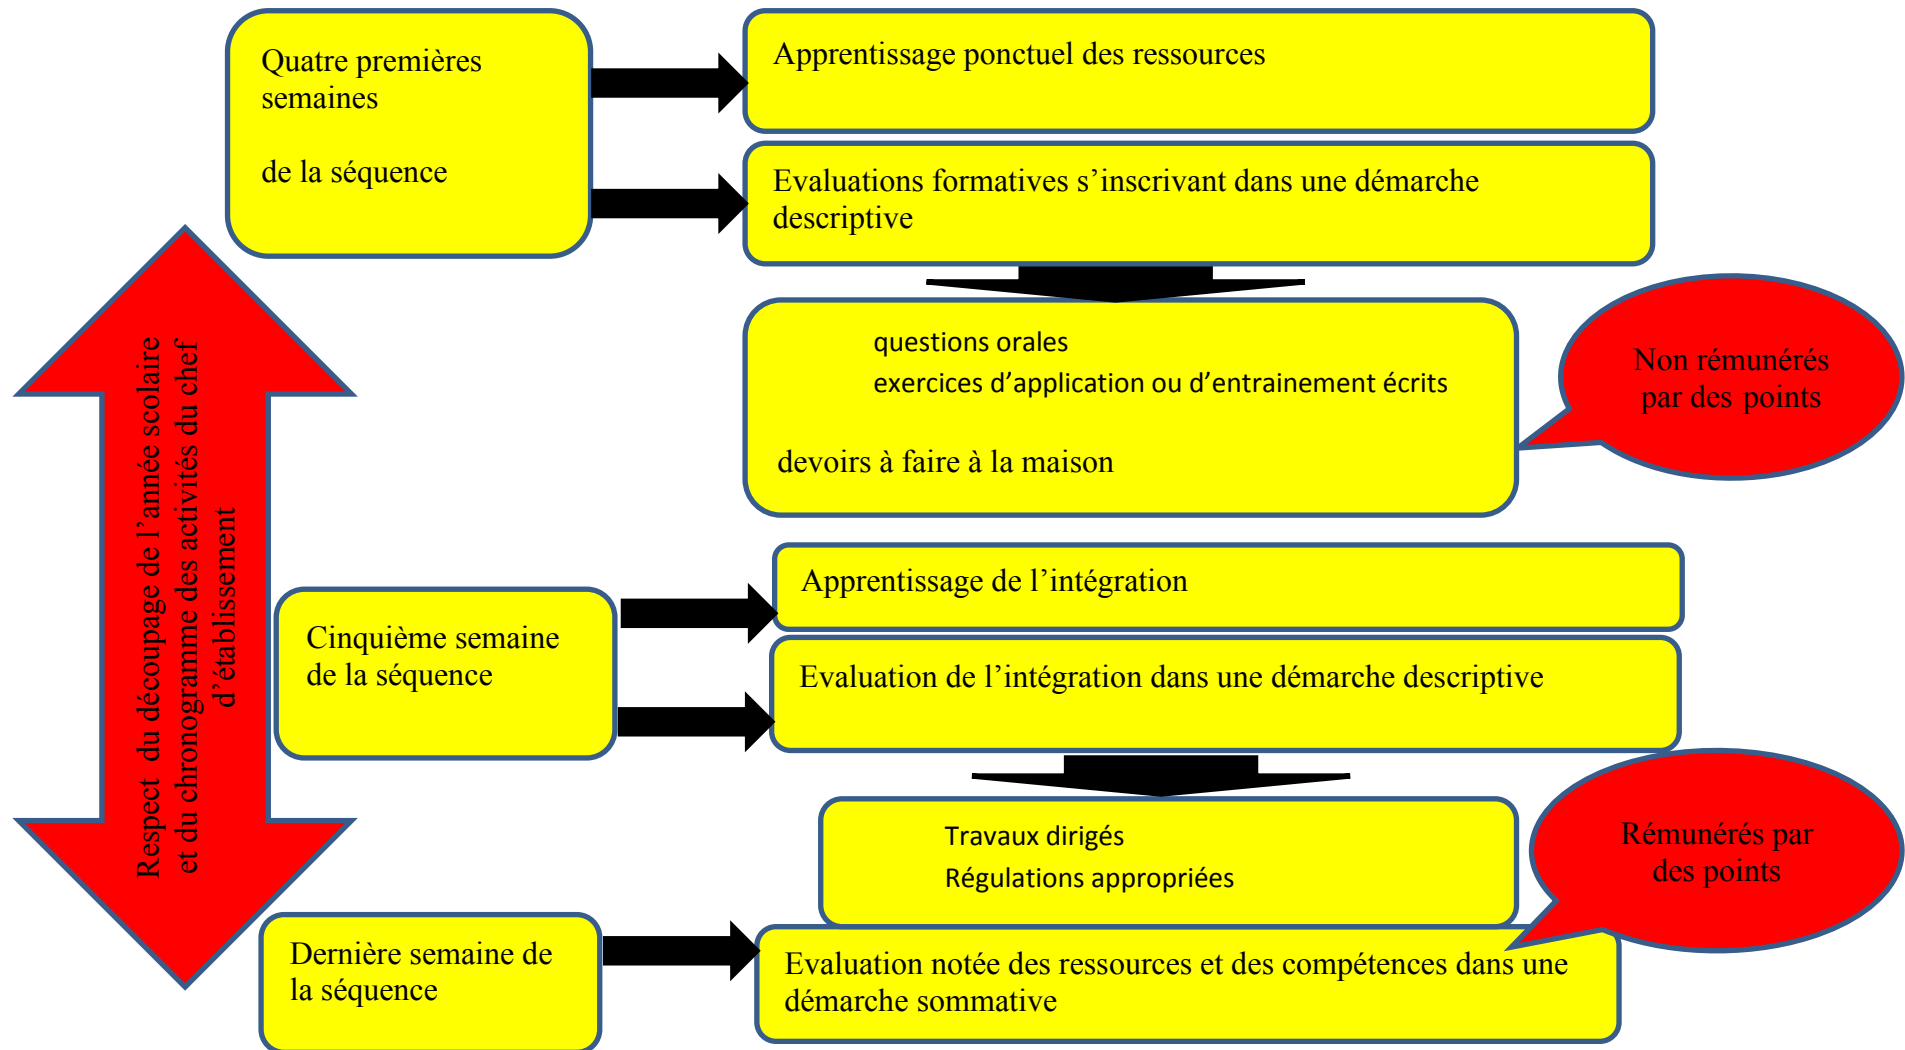 Quatre premières
semaines
de la séquence
Apprentissage ponctuel des ressources
Evaluations formatives s’inscrivant dans une démarche
descriptive
questions orales
exercices d’application ou d’entrainement écrits
devoirs à faire à la maison
Non rémunérés
par des points
Respect du découpage de l’année scolaire
et du chronogramme des activités du chef
d’établissement
Cinquième semaine
de la séquence
Apprentissage de l’intégration
Evaluation de l’intégration dans une démarche descriptive
Travaux dirigés
Régulations appropriées
Rémunérés par
des points
Dernière semaine de
la séquence
Evaluation notée des ressources et des compétences dans une
démarche sommative